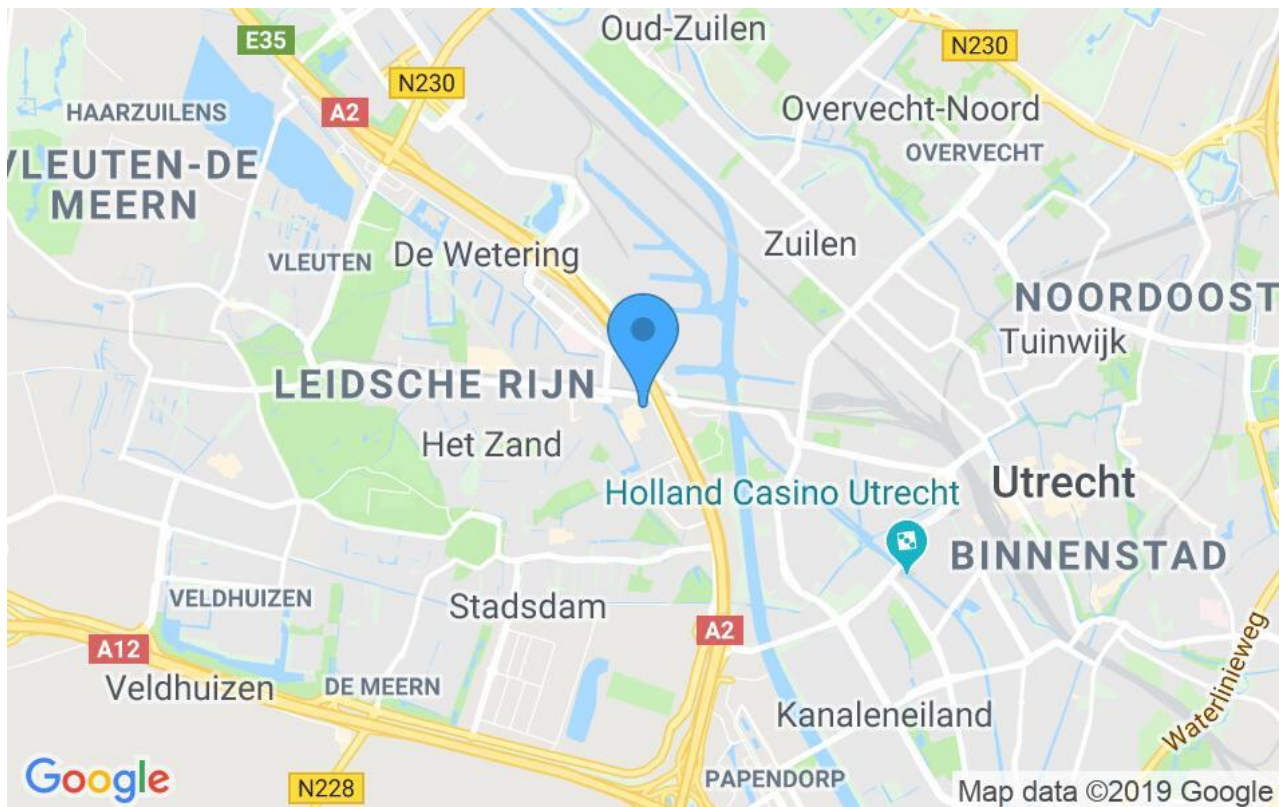 Oud-Zuilen
E35
N230
N230
A2
HAARZUILENS
Overvecht-Noord
OVERVECHT
VLEUTEN-DE
MEERN
VLEUTEN
De Wetering
Zuilen
NOORDOOST
Tuinwijk
LEIDSCHE RIJN
Het Zand
Holland Casino Utrecht
Utrecht
BINNENSTAD
VELDHUIZEN
Stadsdam
A2
A12
Veldhuizen
DE MEERN
Kanaleneiland
Waterlinieweg
Google
N228
PAPENDORP
Map data ©2019 Google